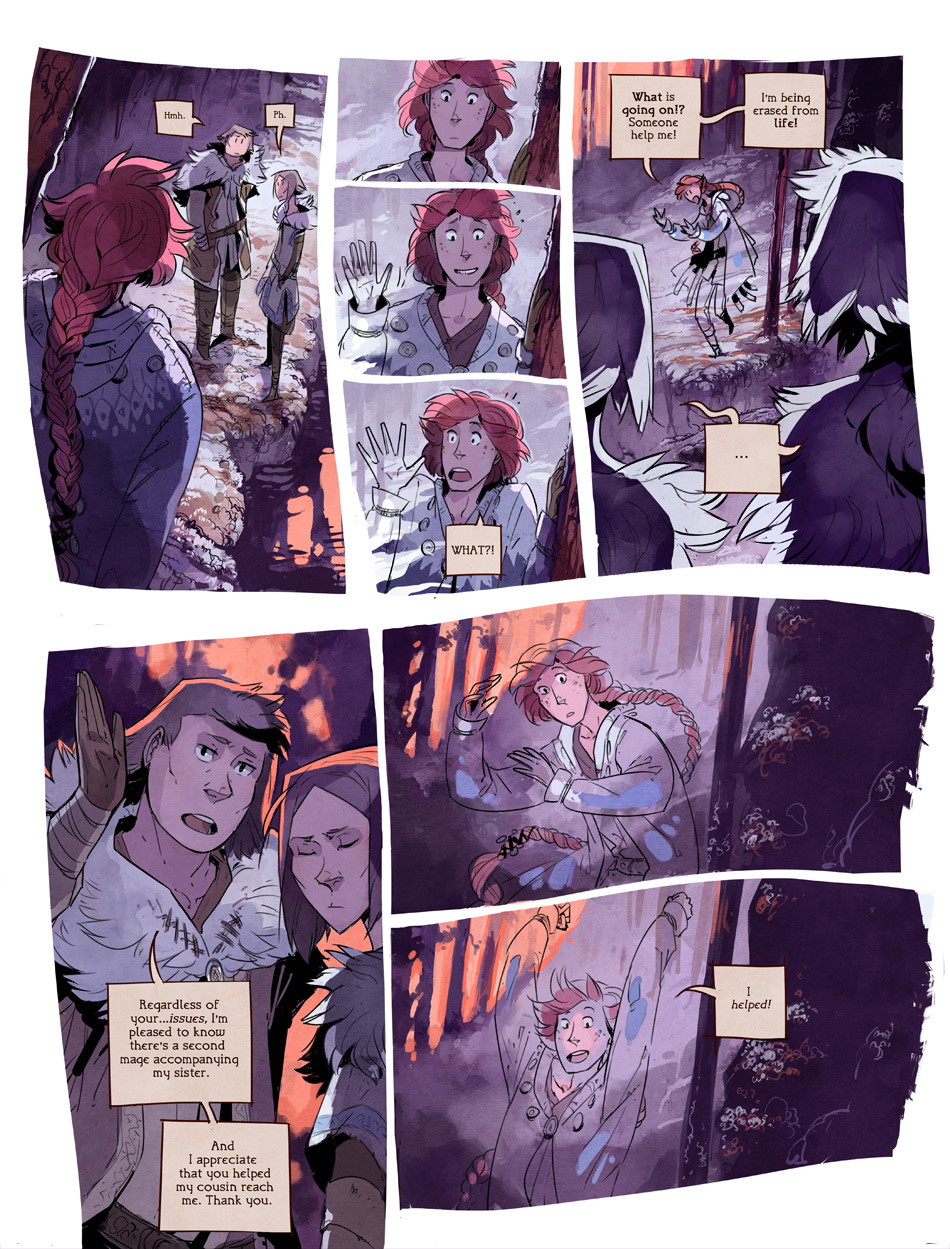 Hmh.
Ph.
WHAT?!
What is
going on!?
Someone
help me!
I'm being
erased from
life!
...
Regardless of
your...issues, I'm
pleased to know
there's a second
mage accompanying
my sister.
And
I appreciate
that you helped
my cousin reach
me. Thank you.
I
helped!